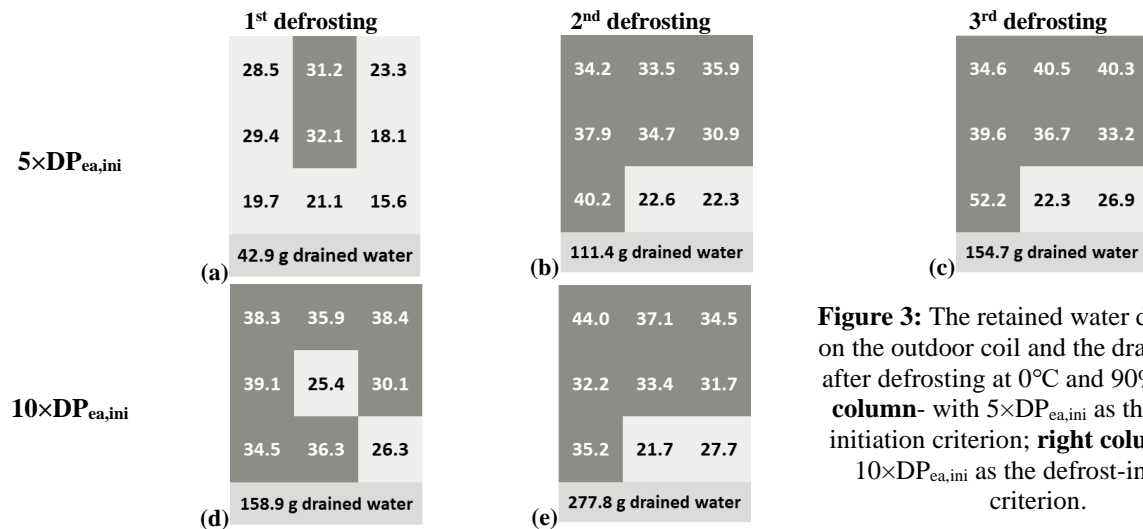 1st defrosting 2nd defrosting 3rd defrosting
5×DPea,ini
28.5 31.2 23.3
29.4 32.1 18.1
19.7 21.1 15.6
42.9 g drained water
(a)
34.2 33.5 35.9
37.9 34.7 30.9
40.2 22.6 22.3
111.4 g drained water
(b)
34.6 40.5 40.3
39.6 36.7 33.2
52.2 22.3 26.9
154.7 g drained water
(c)
10×DPea,ini
38.3 35.9 38.4
39.1 25.4 30.1
34.5 36.3 26.3
158.9 g drained water
(d)
44.0 37.1 34.5
32.2 33.4 31.7
35.2 21.7 27.7
277.8 g drained water
(e)
Figure 3: The retained water
on the outdoor coil and the dra
after defrosting at 0°C and 90%
column- with 5×DPea,ini as th
initiation criterion; right colu
10×DPea,ini as the defrost-in
criterion.